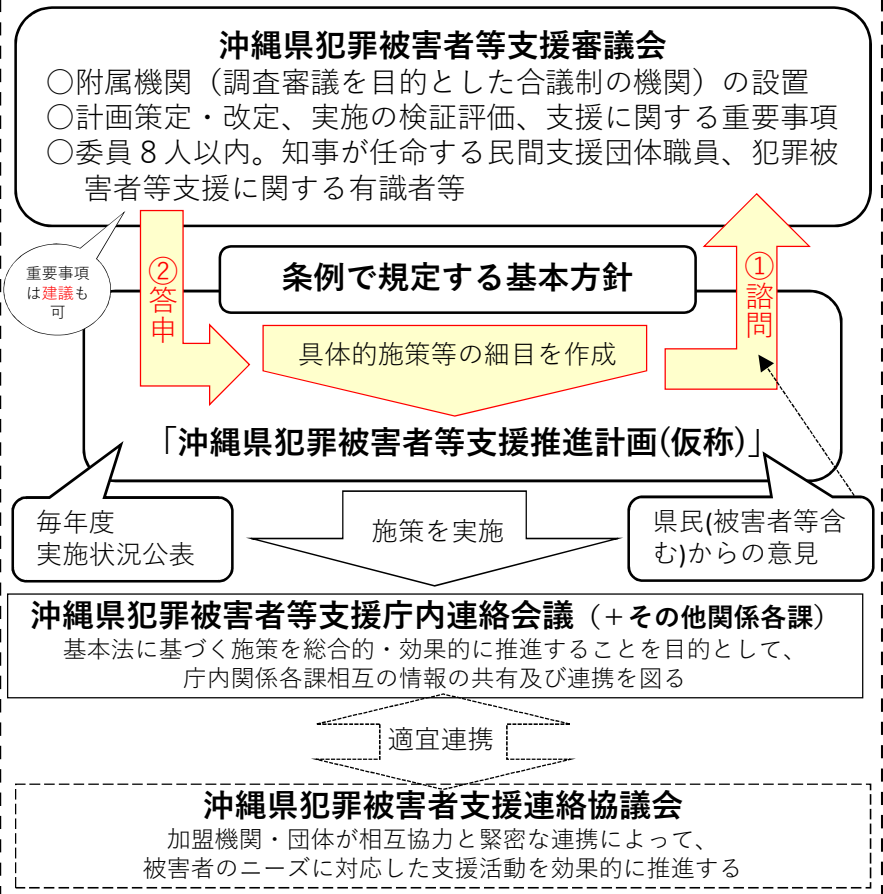 沖縄県犯罪被害者等支援審議会
○附属機関（調査審議を目的とした合議制の機関）の設置
○計画策定・改定、実施の検証評価、支援に関する重要事項
○委員８人以内。知事が任命する民間支援団体職員、犯罪被
害者等支援に関する有識者等
重要事項
は建議も
可
②答申
条例で規定する基本方針
①諮問
具体的施策等の細目を作成
「沖縄県犯罪被害者等支援推進計画(仮称)」
毎年度
実施状況公表
施策を実施
県民(被害者等含
む)からの意見
沖縄県犯罪被害者等支援庁内連絡会議（＋その他関係各課）
基本法に基づく施策を総合的・効果的に推進することを目的として、
庁内関係各課相互の情報の共有及び連携を図る
適宜連携
沖縄県犯罪被害者支援連絡協議会
加盟機関・団体が相互協力と緊密な連携によって、
被害者のニーズに対応した支援活動を効果的に推進する